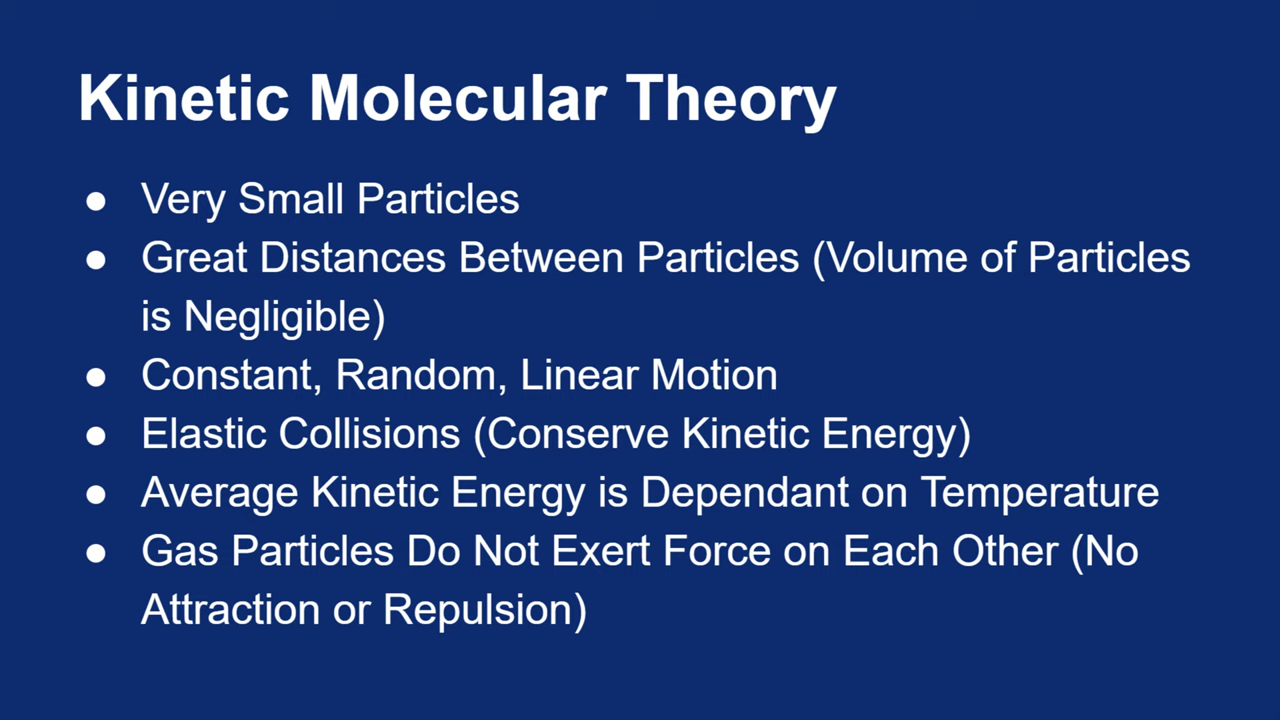 Kinetic Molecular Theory
● Very Small Particles
● Great Distances Between Particles (Volume of Particles
is Negligible)
● Constant, Random, Linear Motion
● Elastic Collisions (Conserve Kinetic Energy)
● Average Kinetic Energy is Dependant on Temperature
● Gas Particles Do Not Exert Force on Each Other (No
Attraction or Repulsion)